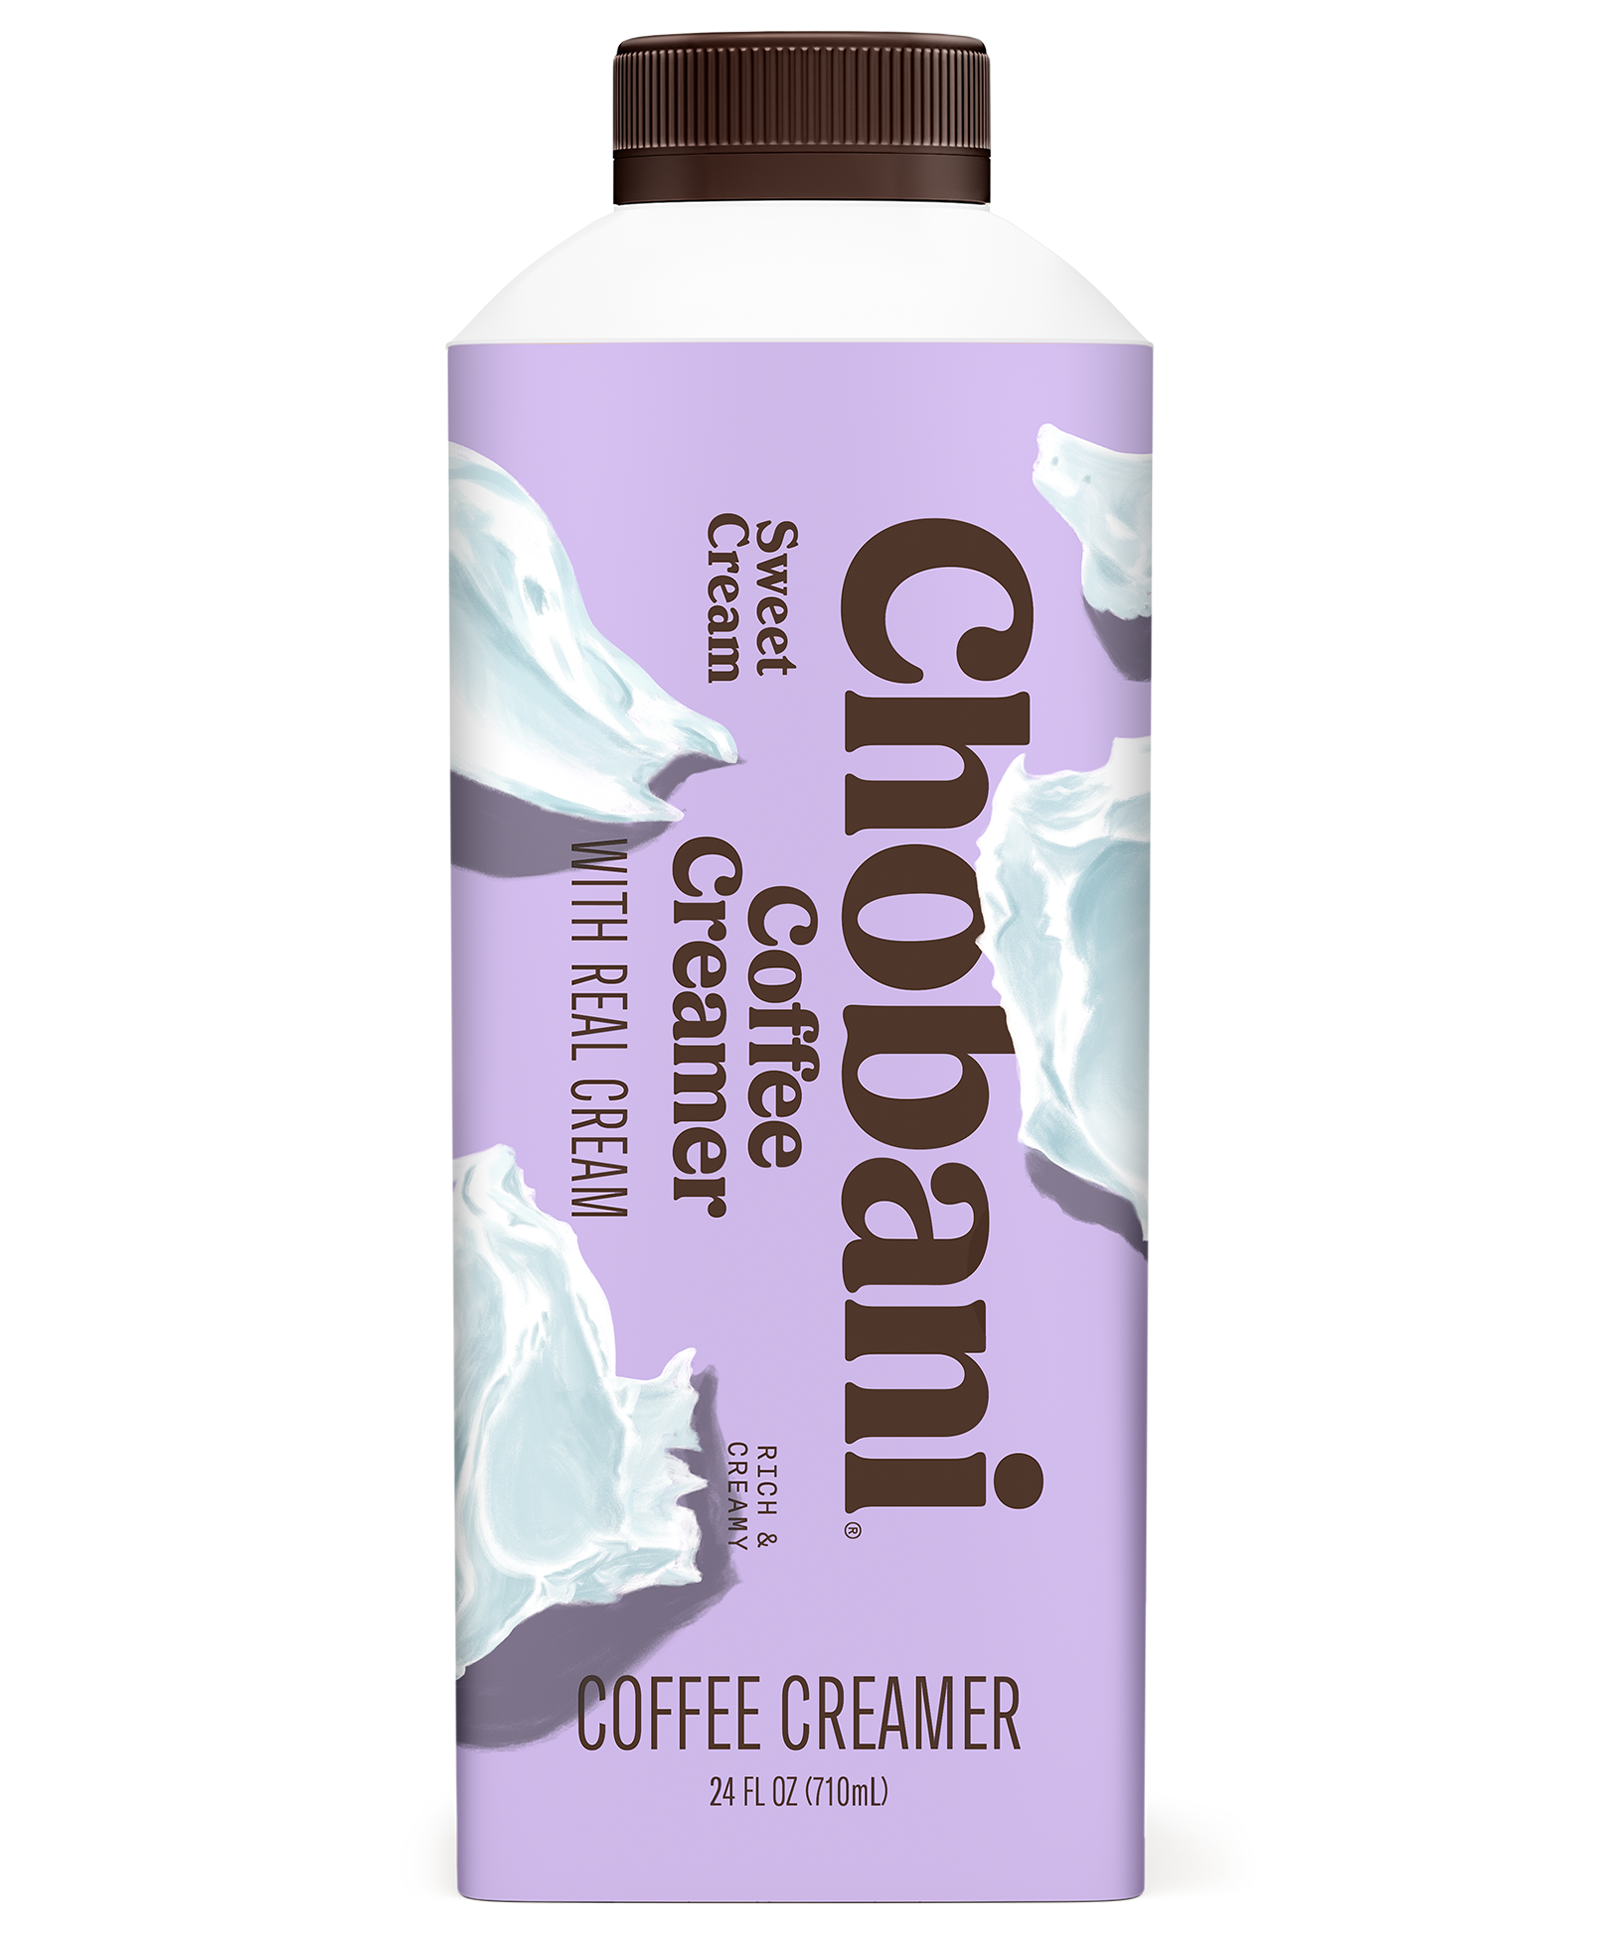 Chobani®
Sweet
Cream
Coffee
Creamer
WITH REAL CREAM
RICH &
CREAMY
COFFEE CREAMER
24 FL OZ (710mL)